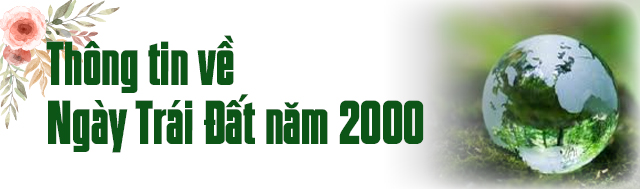 Thông tin về
Ngày Trái Đất năm 2000